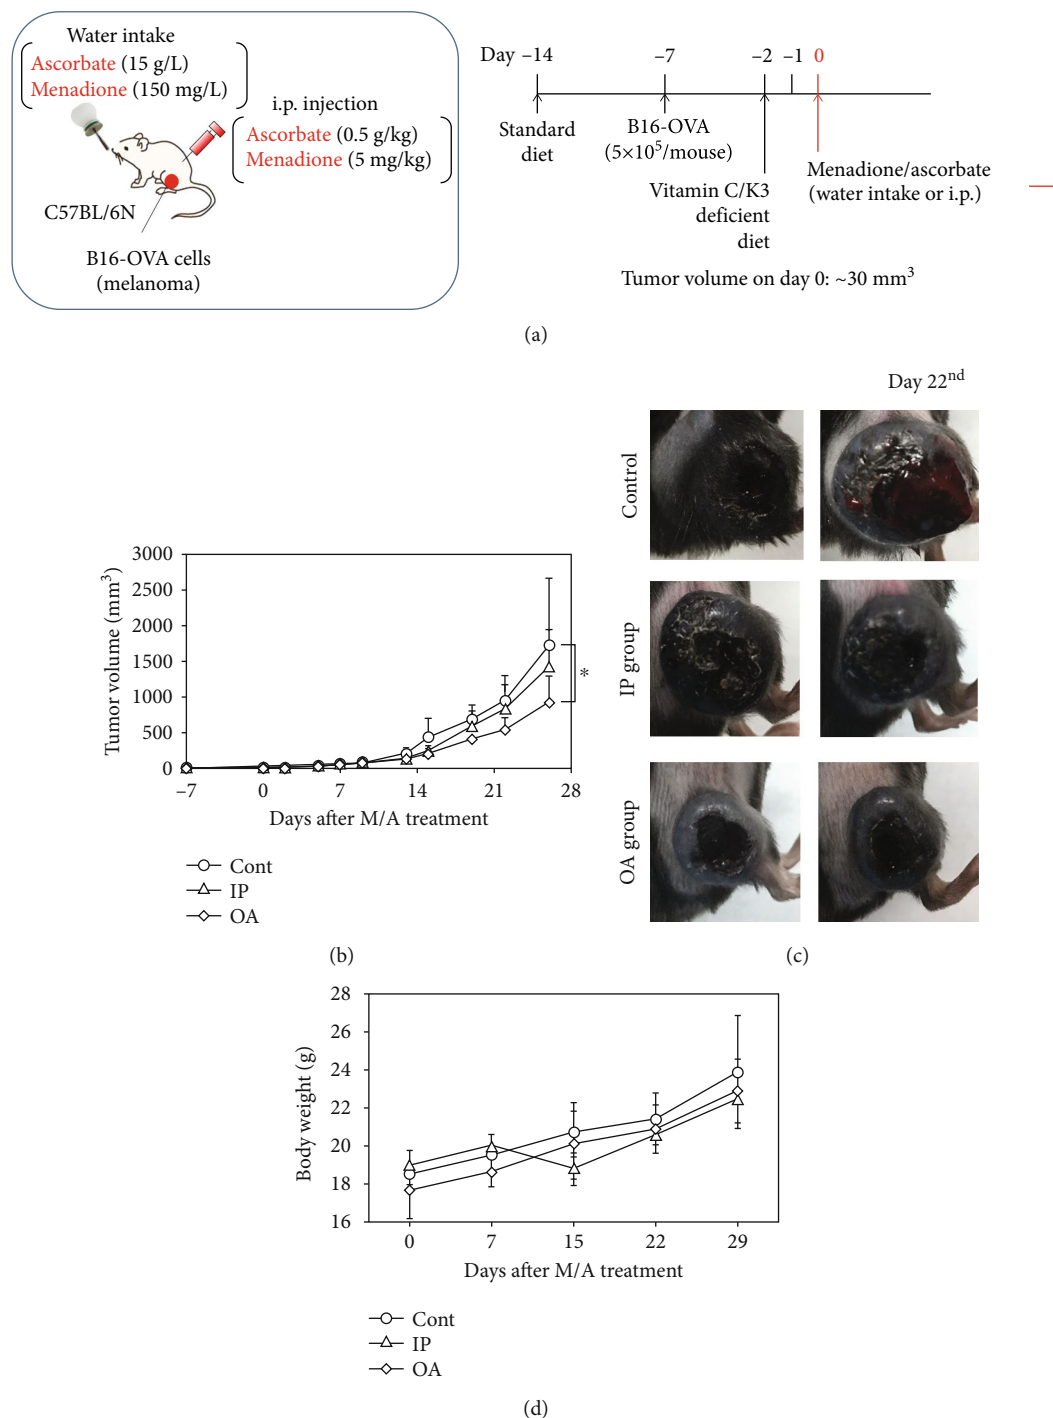 Water intake
Ascorbate (15 g/L)
Menadione (150 mg/L)
i.p. injection
Ascorbate (0.5 g/kg)
Menadione (5 mg/kg)
C57BL/6N
B16-OVA cells
(melanoma)
Day –14 –7 –2 –1 0
Standard
diet
B16-OVA
(5×10⁵/mouse)
Vitamin C/K3
deficient
diet
Menadione/ascorbate
(water intake or i.p.)
Tumor volume on day 0: ~30 mm³
(a)
Tumor volume (mm³)
3000
2500
2000
1500
1000
500
0
*
–7 0 7 14 21 28
Days after M/A treatment
Cont
IP
OA
(b)
Day 22ⁿᵈ
Control
IP group
OA group
(c)
Body weight (g)
28
26
24
22
20
18
16
0 7 15 22 29
Days after M/A treatment
Cont
IP
OA
(d)